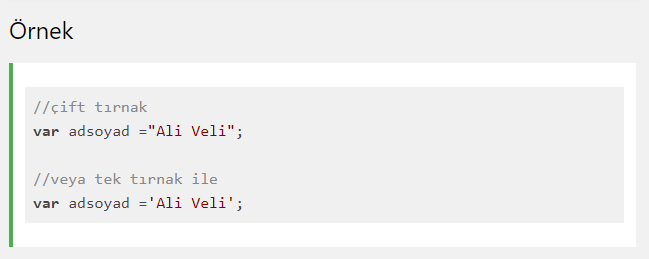 Örnek
//çift tırnak
var adsoyad ="Ali Veli";
//veya tek tırnak ile
var adsoyad ='Ali Veli';